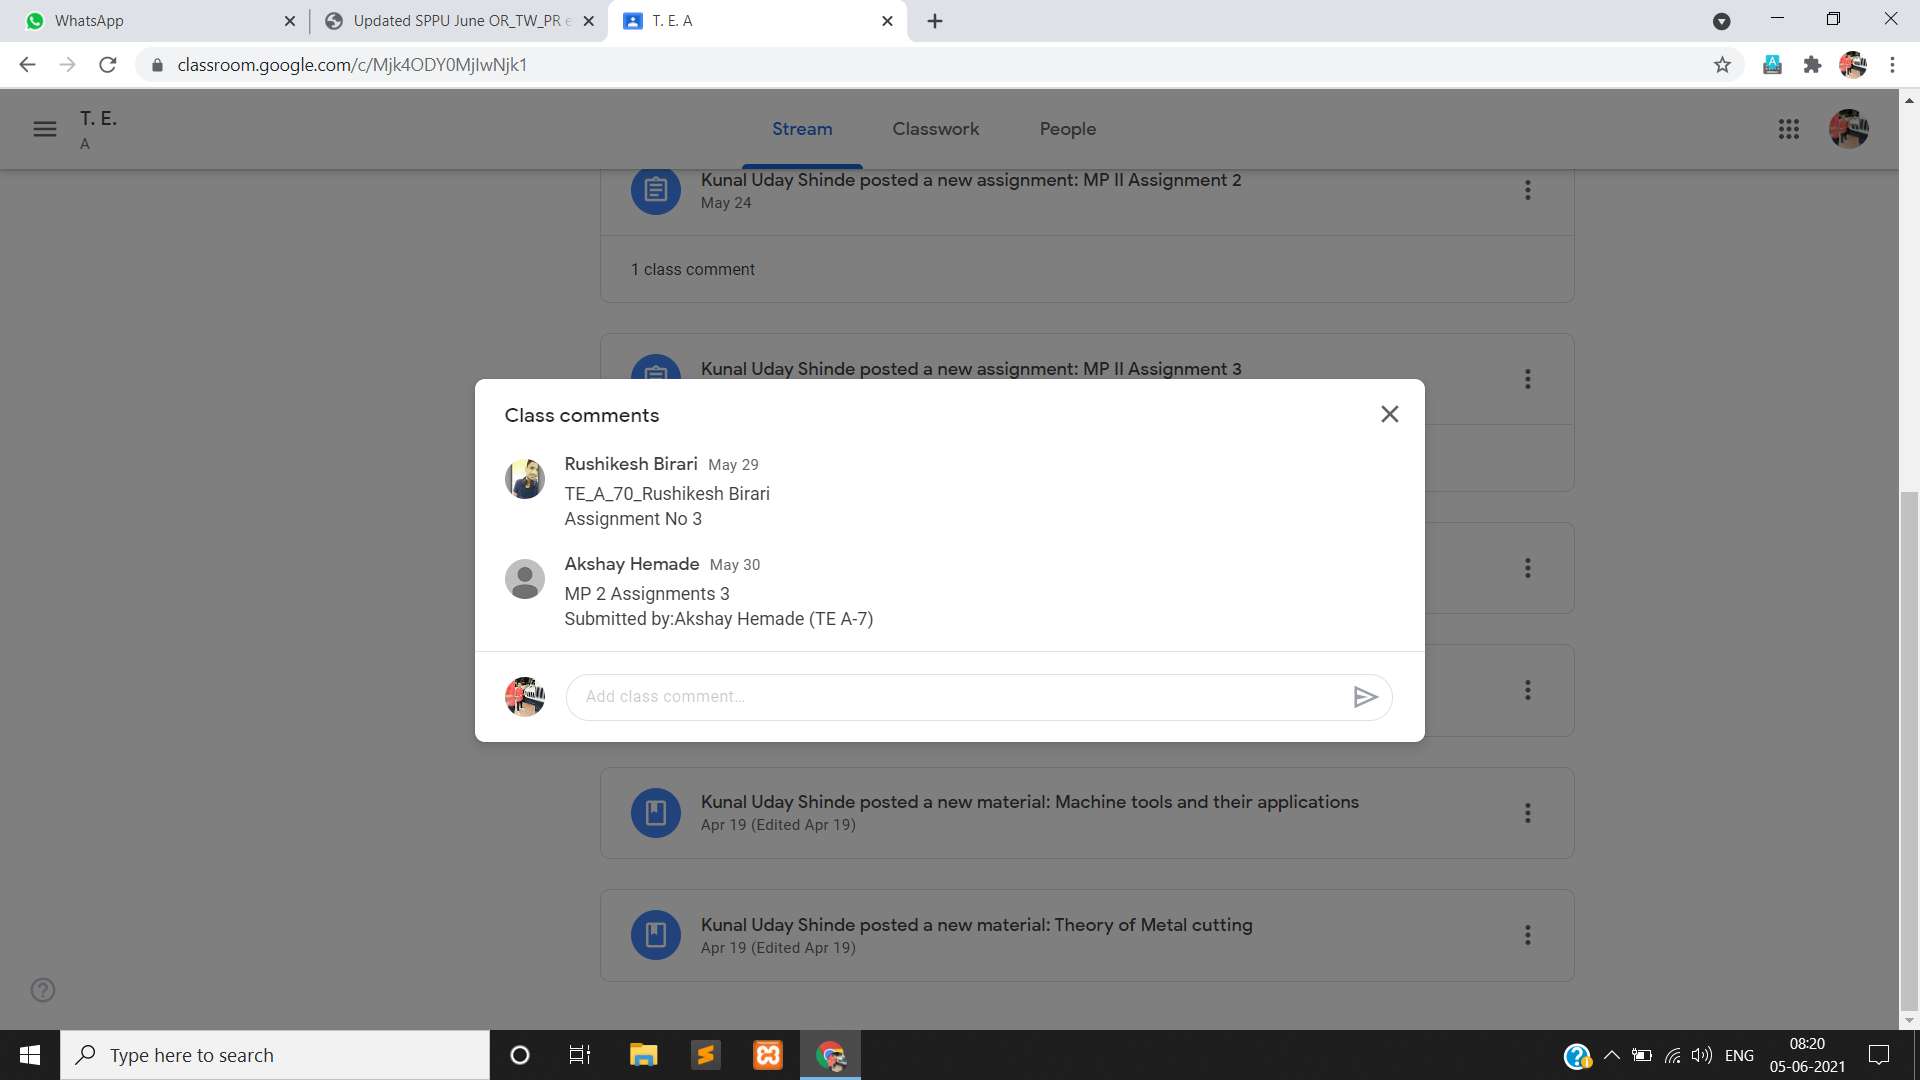 WhatsApp
Updated SPPU June OR_TW_PR e
T. E. A
classroom.google.com/c/Mjk4ODY0MjIwNjk1
T. E.
A
Stream
Classwork
People
Kunal Uday Shinde posted a new assignment: MP II Assignment 2
May 24
1 class comment
Kunal Uday Shinde posted a new assignment: MP II Assignment 3
Class comments
Rushikesh Birari May 29
TE_A_70_Rushikesh Birari
Assignment No 3
Akshay Hemade May 30
MP 2 Assignments 3
Submitted by:Akshay Hemade (TE A-7)
Add class comment...
Kunal Uday Shinde posted a new material: Machine tools and their applications
Apr 19 (Edited Apr 19)
Kunal Uday Shinde posted a new material: Theory of Metal cutting
Apr 19 (Edited Apr 19)
Type here to search
ENG
08:20
05-06-2021